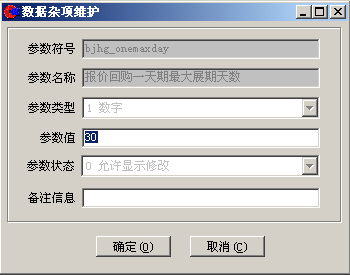 数据杂项维护
参数符号 bjhg_onemaxday
参数名称 报价回购一天期最大展期天数
参数类型 1 数字
参数值 30
参数状态 0 允许显示修改
备注信息
确定(O) 取消(C)